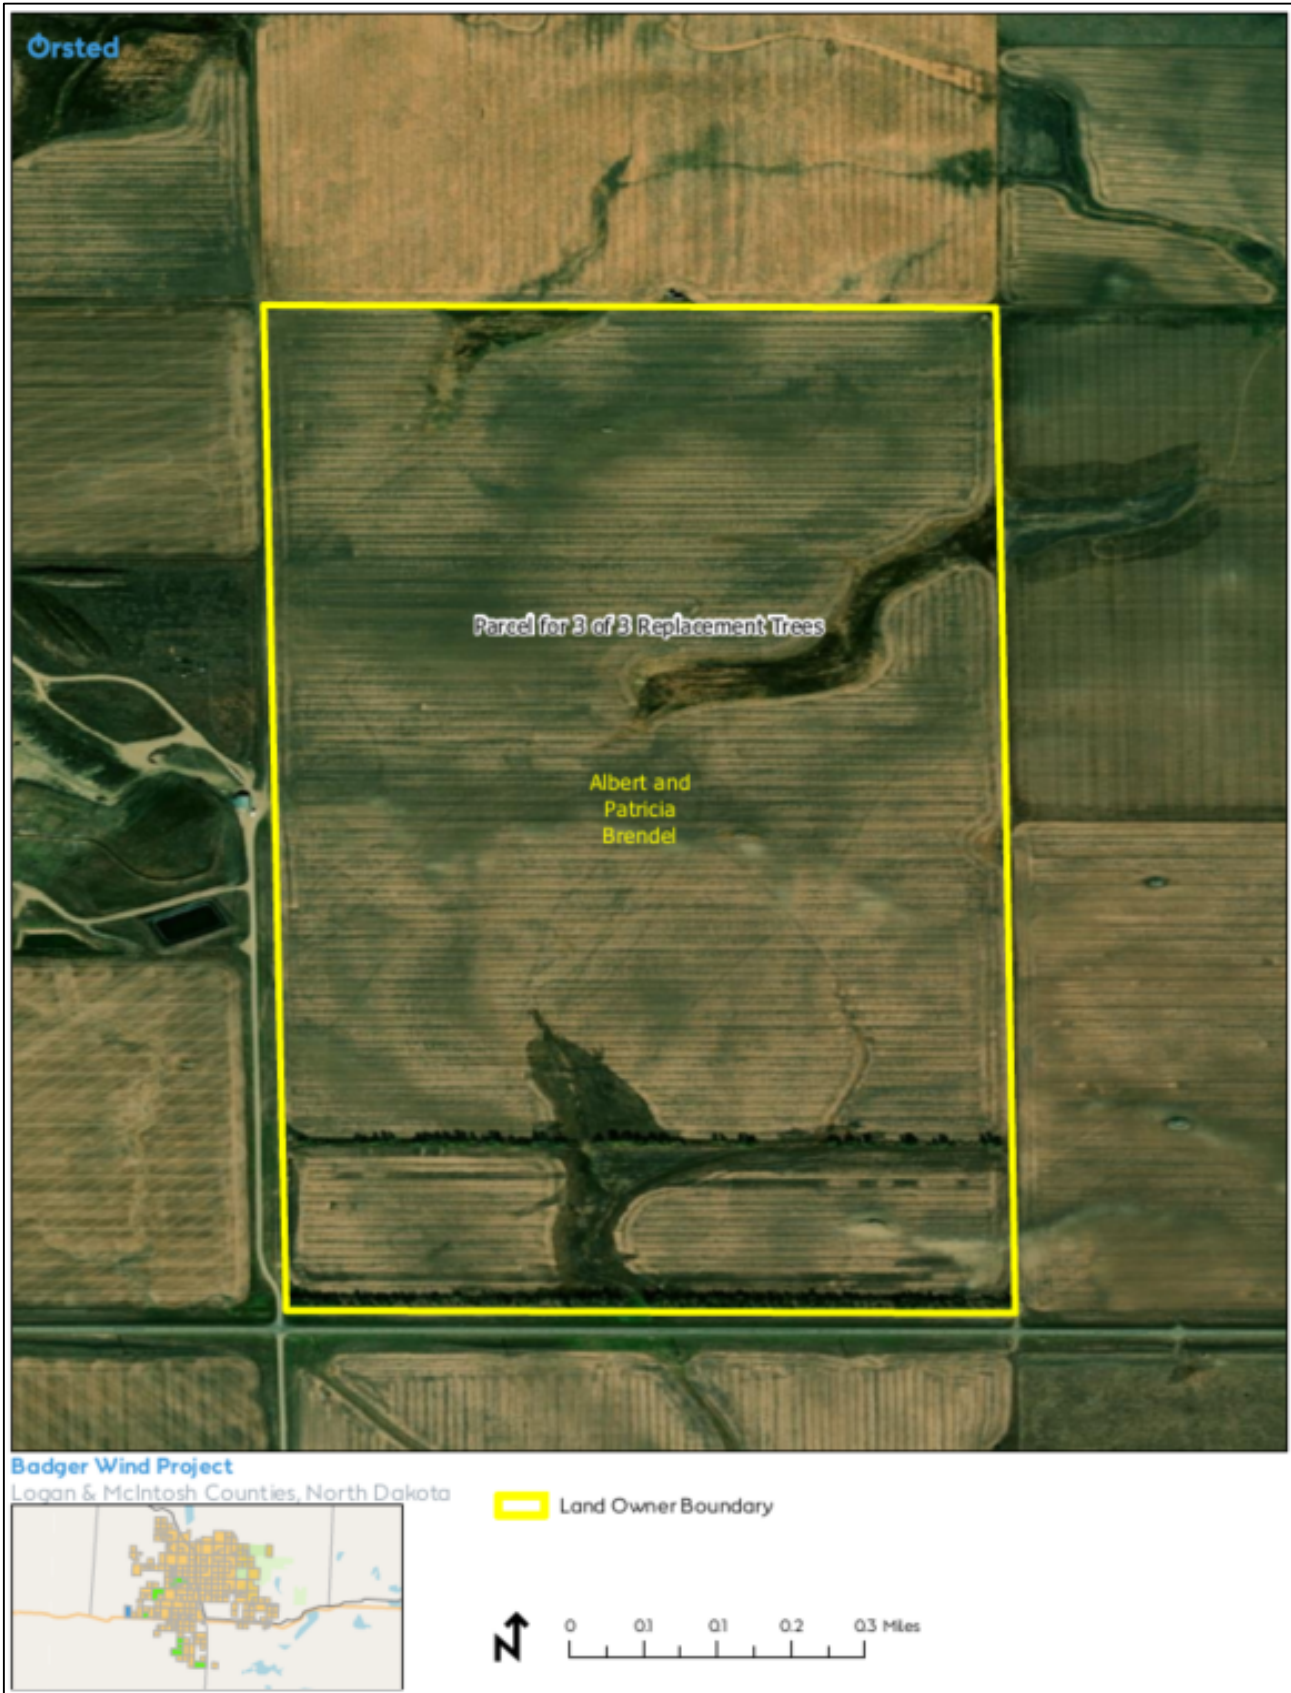 Ørsted
Parcel for 3 of 3 Replacement Trees
Albert and
Patricia
Brendel
Badger Wind Project
Logan & McIntosh Counties, North Dakota
Land Owner Boundary
N
0 0.1 0.1 0.2 0.3 Miles